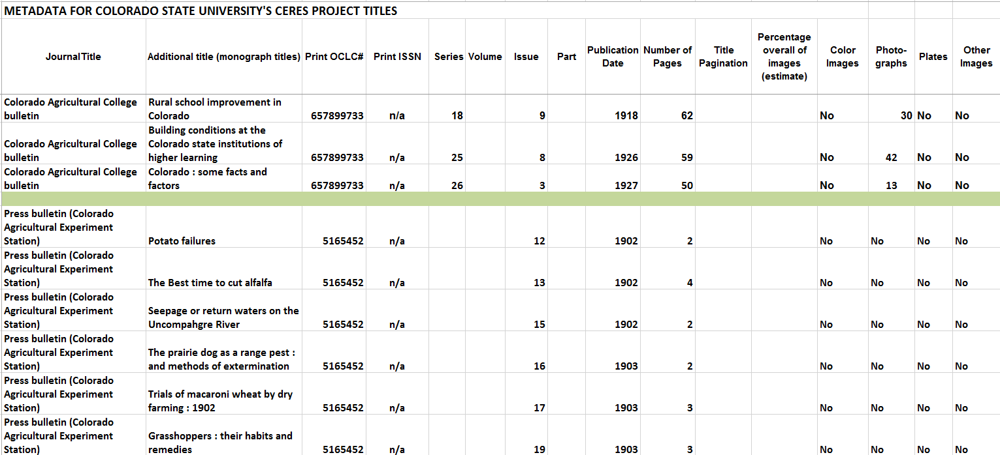 METADATA FOR COLORADO STATE UNIVERSITY'S CERES PROJECT TITLES
Journal Title Additional title (monograph titles) Print OCLC# Print ISSN Series Volume Issue Part Publication Date Number of Pages Title Pagination Percentage overall of images (estimate) Color Images Photo-graphs Plates Other Images
Colorado Agricultural College bulletin Rural school improvement in Colorado 657899733 n/a 18 9 1918 62 No 30 No No
Colorado Agricultural College bulletin Building conditions at the Colorado state institutions of higher learning 657899733 n/a 25 8 1926 59 No 42 No No
Colorado Agricultural College bulletin Colorado : some facts and factors 657899733 n/a 26 3 1927 50 No 13 No No
Press bulletin (Colorado Agricultural Experiment Station) Potato failures 5165452 n/a 12 1902 2 No No No No
Press bulletin (Colorado Agricultural Experiment Station) The Best time to cut alfalfa 5165452 n/a 13 1902 4 No No No No
Press bulletin (Colorado Agricultural Experiment Station) Seepage or return waters on the Uncompahgre River 5165452 n/a 15 1902 2 No No No No
Press bulletin (Colorado Agricultural Experiment Station) The prairie dog as a range pest : and methods of extermination 5165452 n/a 16 1903 2 No No No No
Press bulletin (Colorado Agricultural Experiment Station) Trials of macaroni wheat by dry farming : 1902 5165452 n/a 17 1903 3 No No No No
Press bulletin (Colorado Agricultural Experiment Station) Grasshoppers : their habits and remedies 5165452 n/a 19 1903 3 No No No No